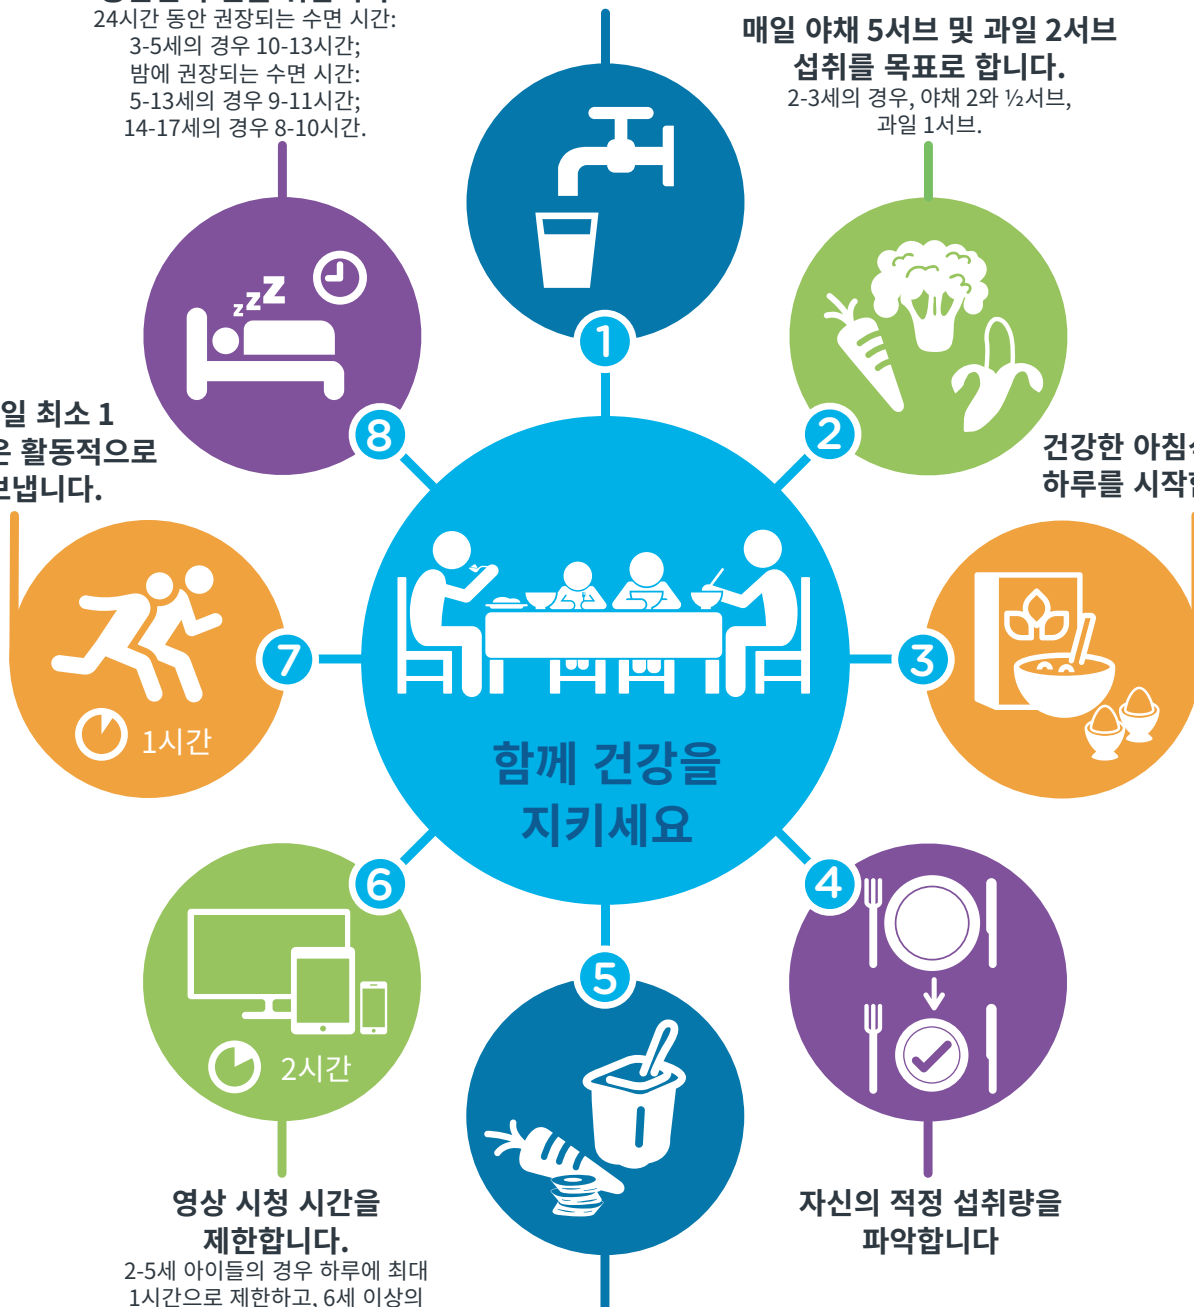 24시간 동안 권장되는 수면 시간:
3-5세의 경우 10-13시간;
밤에 권장되는 수면 시간:
5-13세의 경우 9-11시간;
14-17세의 경우 8-10시간.
매일 야채 5서브 및 과일 2서브
섭취를 목표로 합니다.
2-3세의 경우, 야채 2와 ½서브,
과일 1서브.
1
zzz
8
2
일 최소 1
활동적으로
보냅니다.
건강한
하루를
7
3
1시간
함께 건강을
지키세요
6
4
5
2시간
영상 시청 시간을
제한합니다.
2-5세 아이들의 경우 하루에 최대
1시간으로 제한하고, 6세 이상의
자신의 적정 섭취량을
파악합니다